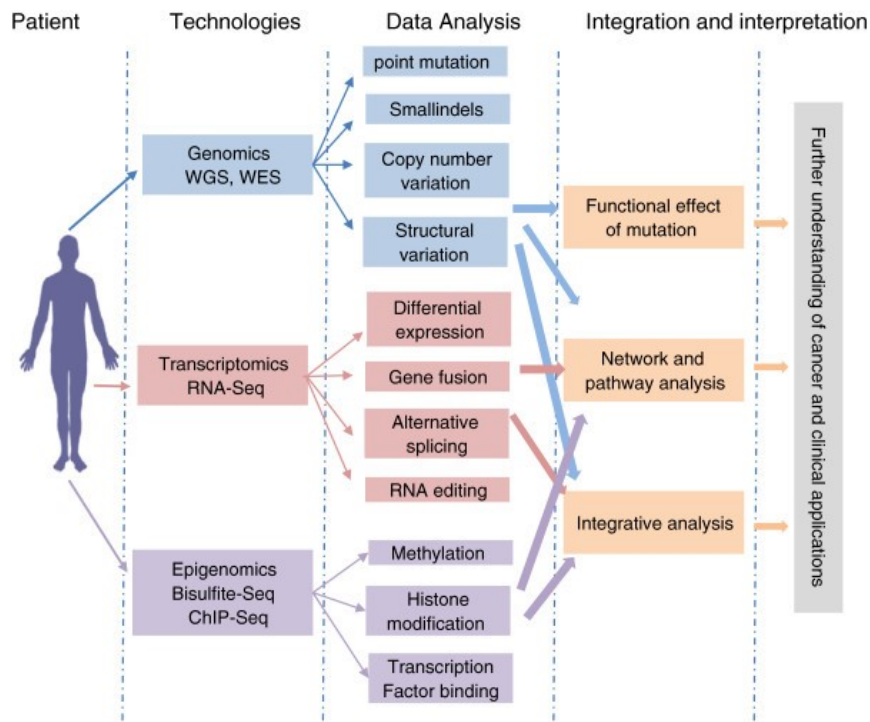 Patient
Technologies
Data Analysis
Integration and interpretation
Genomics
WGS, WES
Transcriptomics
RNA-Seq
Epigenomics
Bisulfite-Seq
ChIP-Seq
point mutation
Smallindels
Copy number
variation
Structural
variation
Differential
expression
Gene fusion
Alternative
splicing
RNA editing
Methylation
Histone
modification
Transcription
Factor binding
Functional effect
of mutation
Network and
pathway analysis
Integrative analysis
Further understanding of cancer and clinical applications